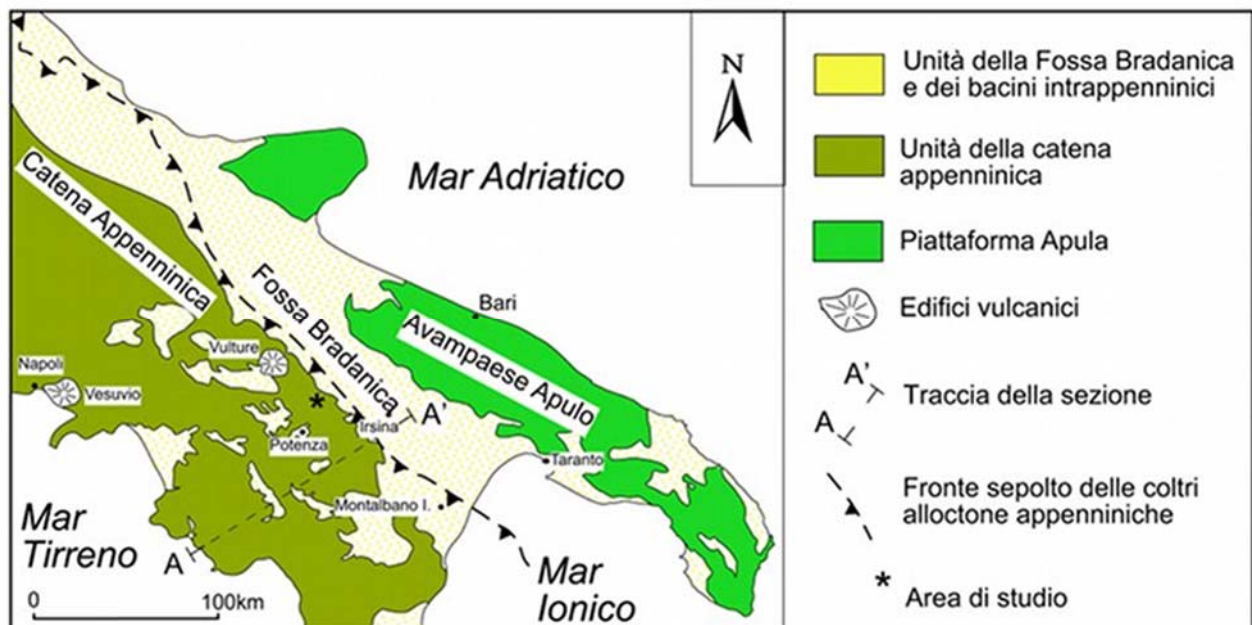 N
Mar Adriatico
Catena Appenninica
Fossa Bradanica
Bari
Avampaese Apulo
Vulture
Napoli
Vesuvio
A'
Irsina
Potenza
Taranto
Montalbano I.
Mar
Tirreno
A
Mar
Ionico
0 100km
Unità della Fossa Bradanica
e dei bacini intrappenninici
Unità della catena
appenninica
Piattaforma Apula
Edifici vulcanici
A'
Traccia della sezione
A
Fronte sepolto delle coltri
alloctone appenniniche
* Area di studio